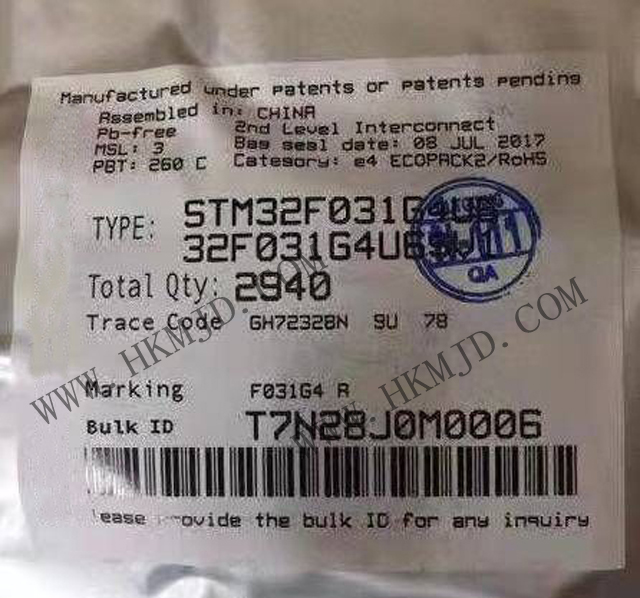 Manufactured under patents or patents pending
Assembled in: CHINA
Pb-free 2nd Level Interconnect
MSL: 3 Bag seal date: 08 JUL 2017
PBT: 260 C Category: e4 ECOPACK2/RoHS
TYPE: STM32F031G4U6
32F031G4U6
Total Qty: 2940
Trace Code GH7232BN 9U 78
Marking F031G4 R
Bulk ID T7N28J0M0006
lease provide the bulk ID for any inquiry
QA
WWW.HKMJD.COM
WWW.HKMJD.COM